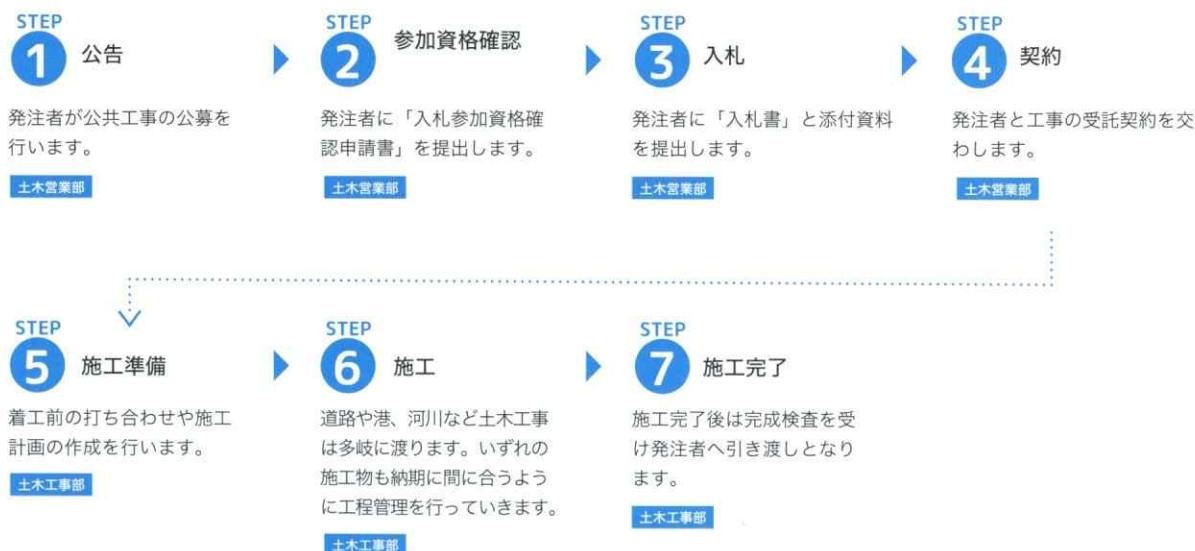 STEP
1 公告
発注者が公共工事の公募を
行います。
土木営業部
STEP
2 参加資格確認
発注者に「入札参加資格確
認申請書」を提出します。
土木営業部
STEP
3 入札
発注者に「入札書」と添付資料
を提出します。
土木営業部
STEP
4 契約
発注者と工事の受託契約を交
わします。
土木営業部
STEP
5 施工準備
着工前の打ち合わせや施工
計画の作成を行います。
土木工事部
STEP
6 施工
道路や港、河川など土木工事
は多岐に渡ります。いずれの
施工物も納期に間に合うよう
に工程管理を行っていきます。
土木工事部
STEP
7 施工完了
施工完了後は完成検査を受
け発注者へ引き渡しとなり
ます。
土木工事部